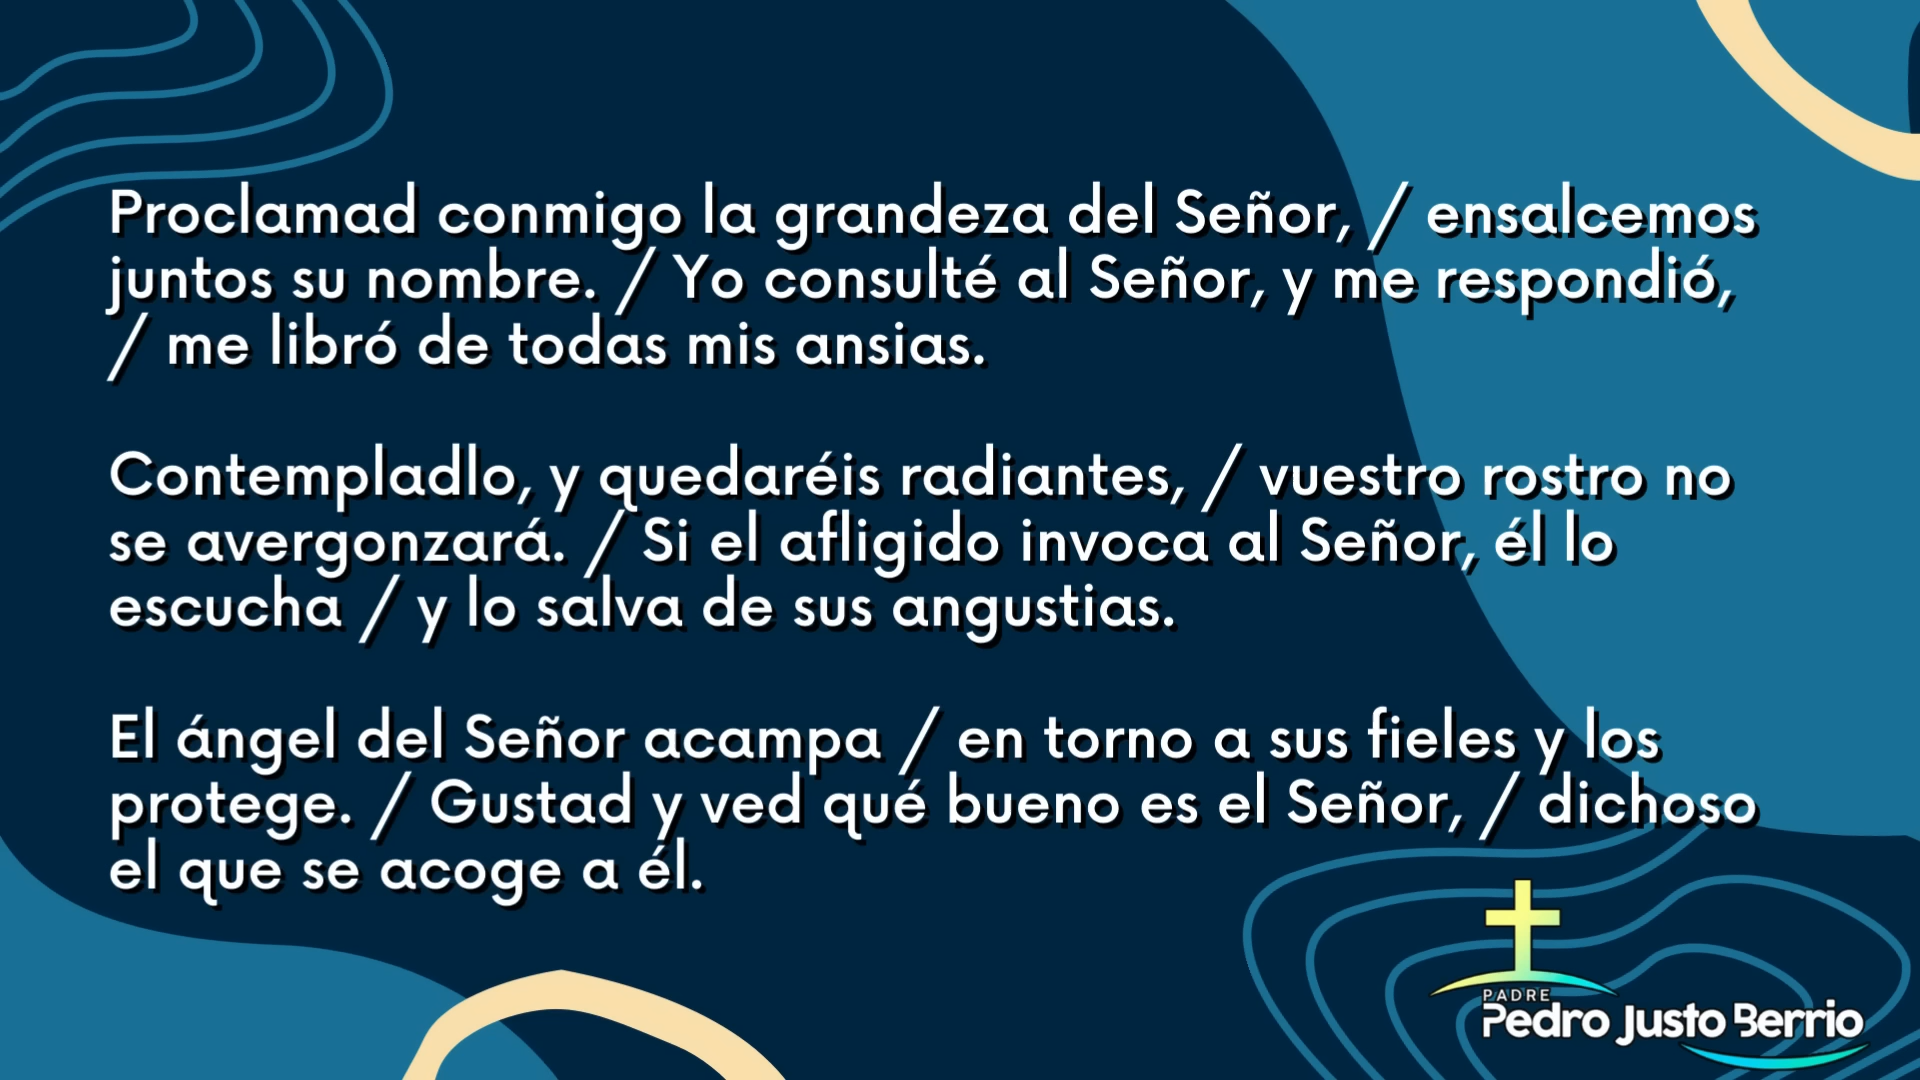 Proclamad conmigo la grandeza del Señor, / ensalcemos
juntos su nombre. / Yo consulté al Señor, y me respondió,
/ me libró de todas mis ansias.
Contempladlo, y quedaréis radiantes, / vuestro rostro no
se avergonzará. / Si el afligido invoca al Señor, él lo
escucha / y lo salva de sus angustias.
El ángel del Señor acampa / en torno a sus fieles y los
protege. / Gustad y ved qué bueno es el Señor, / dichoso
el que se acoge a él.
PADRE
Pedro Justo Berrio